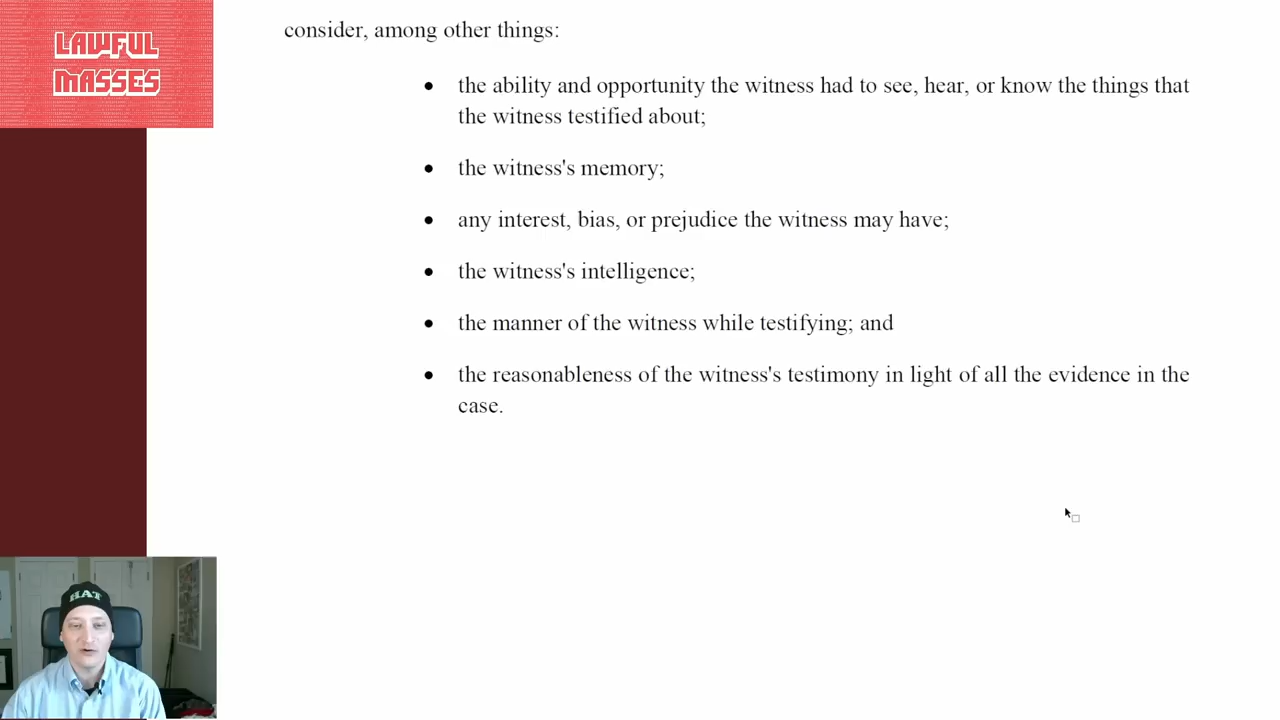 LAWFUL
MASSES
consider, among other things:
• the ability and opportunity the witness had to see, hear, or know the things that
the witness testified about;
• the witness's memory;
• any interest, bias, or prejudice the witness may have;
• the witness's intelligence;
• the manner of the witness while testifying; and
• the reasonableness of the witness's testimony in light of all the evidence in the
case.
HAT